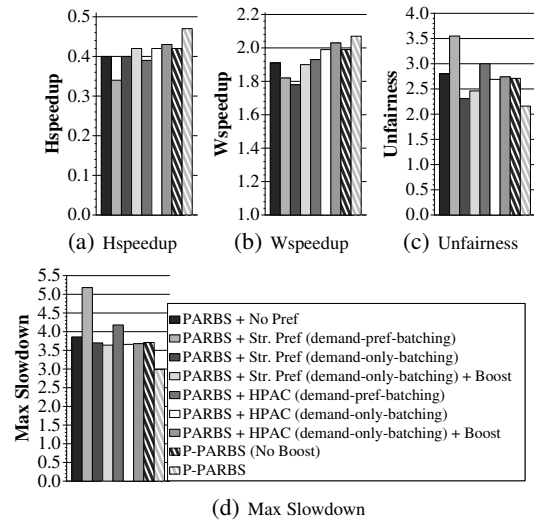 Hspeedup
0.5
0.4
0.3
0.2
0.1
0.0
(a) Hspeedup
Wspeedup
2.2
2.0
1.8
1.6
1.4
1.2
1.0
(b) Wspeedup
Unfairness
4.0
3.5
3.0
2.5
2.0
1.5
1.0
0.5
0.0
(c) Unfairness
Max Slowdown
5.5
5.0
4.5
4.0
3.5
3.0
2.5
2.0
1.5
1.0
0.5
0.0
PARBS + No Pref
PARBS + Str. Pref (demand-pref-batching)
PARBS + Str. Pref (demand-only-batching)
PARBS + Str. Pref (demand-only-batching) + Boost
PARBS + HPAC (demand-pref-batching)
PARBS + HPAC (demand-only-batching)
PARBS + HPAC (demand-only-batching) + Boost
P-PARBS (No Boost)
P-PARBS
(d) Max Slowdown